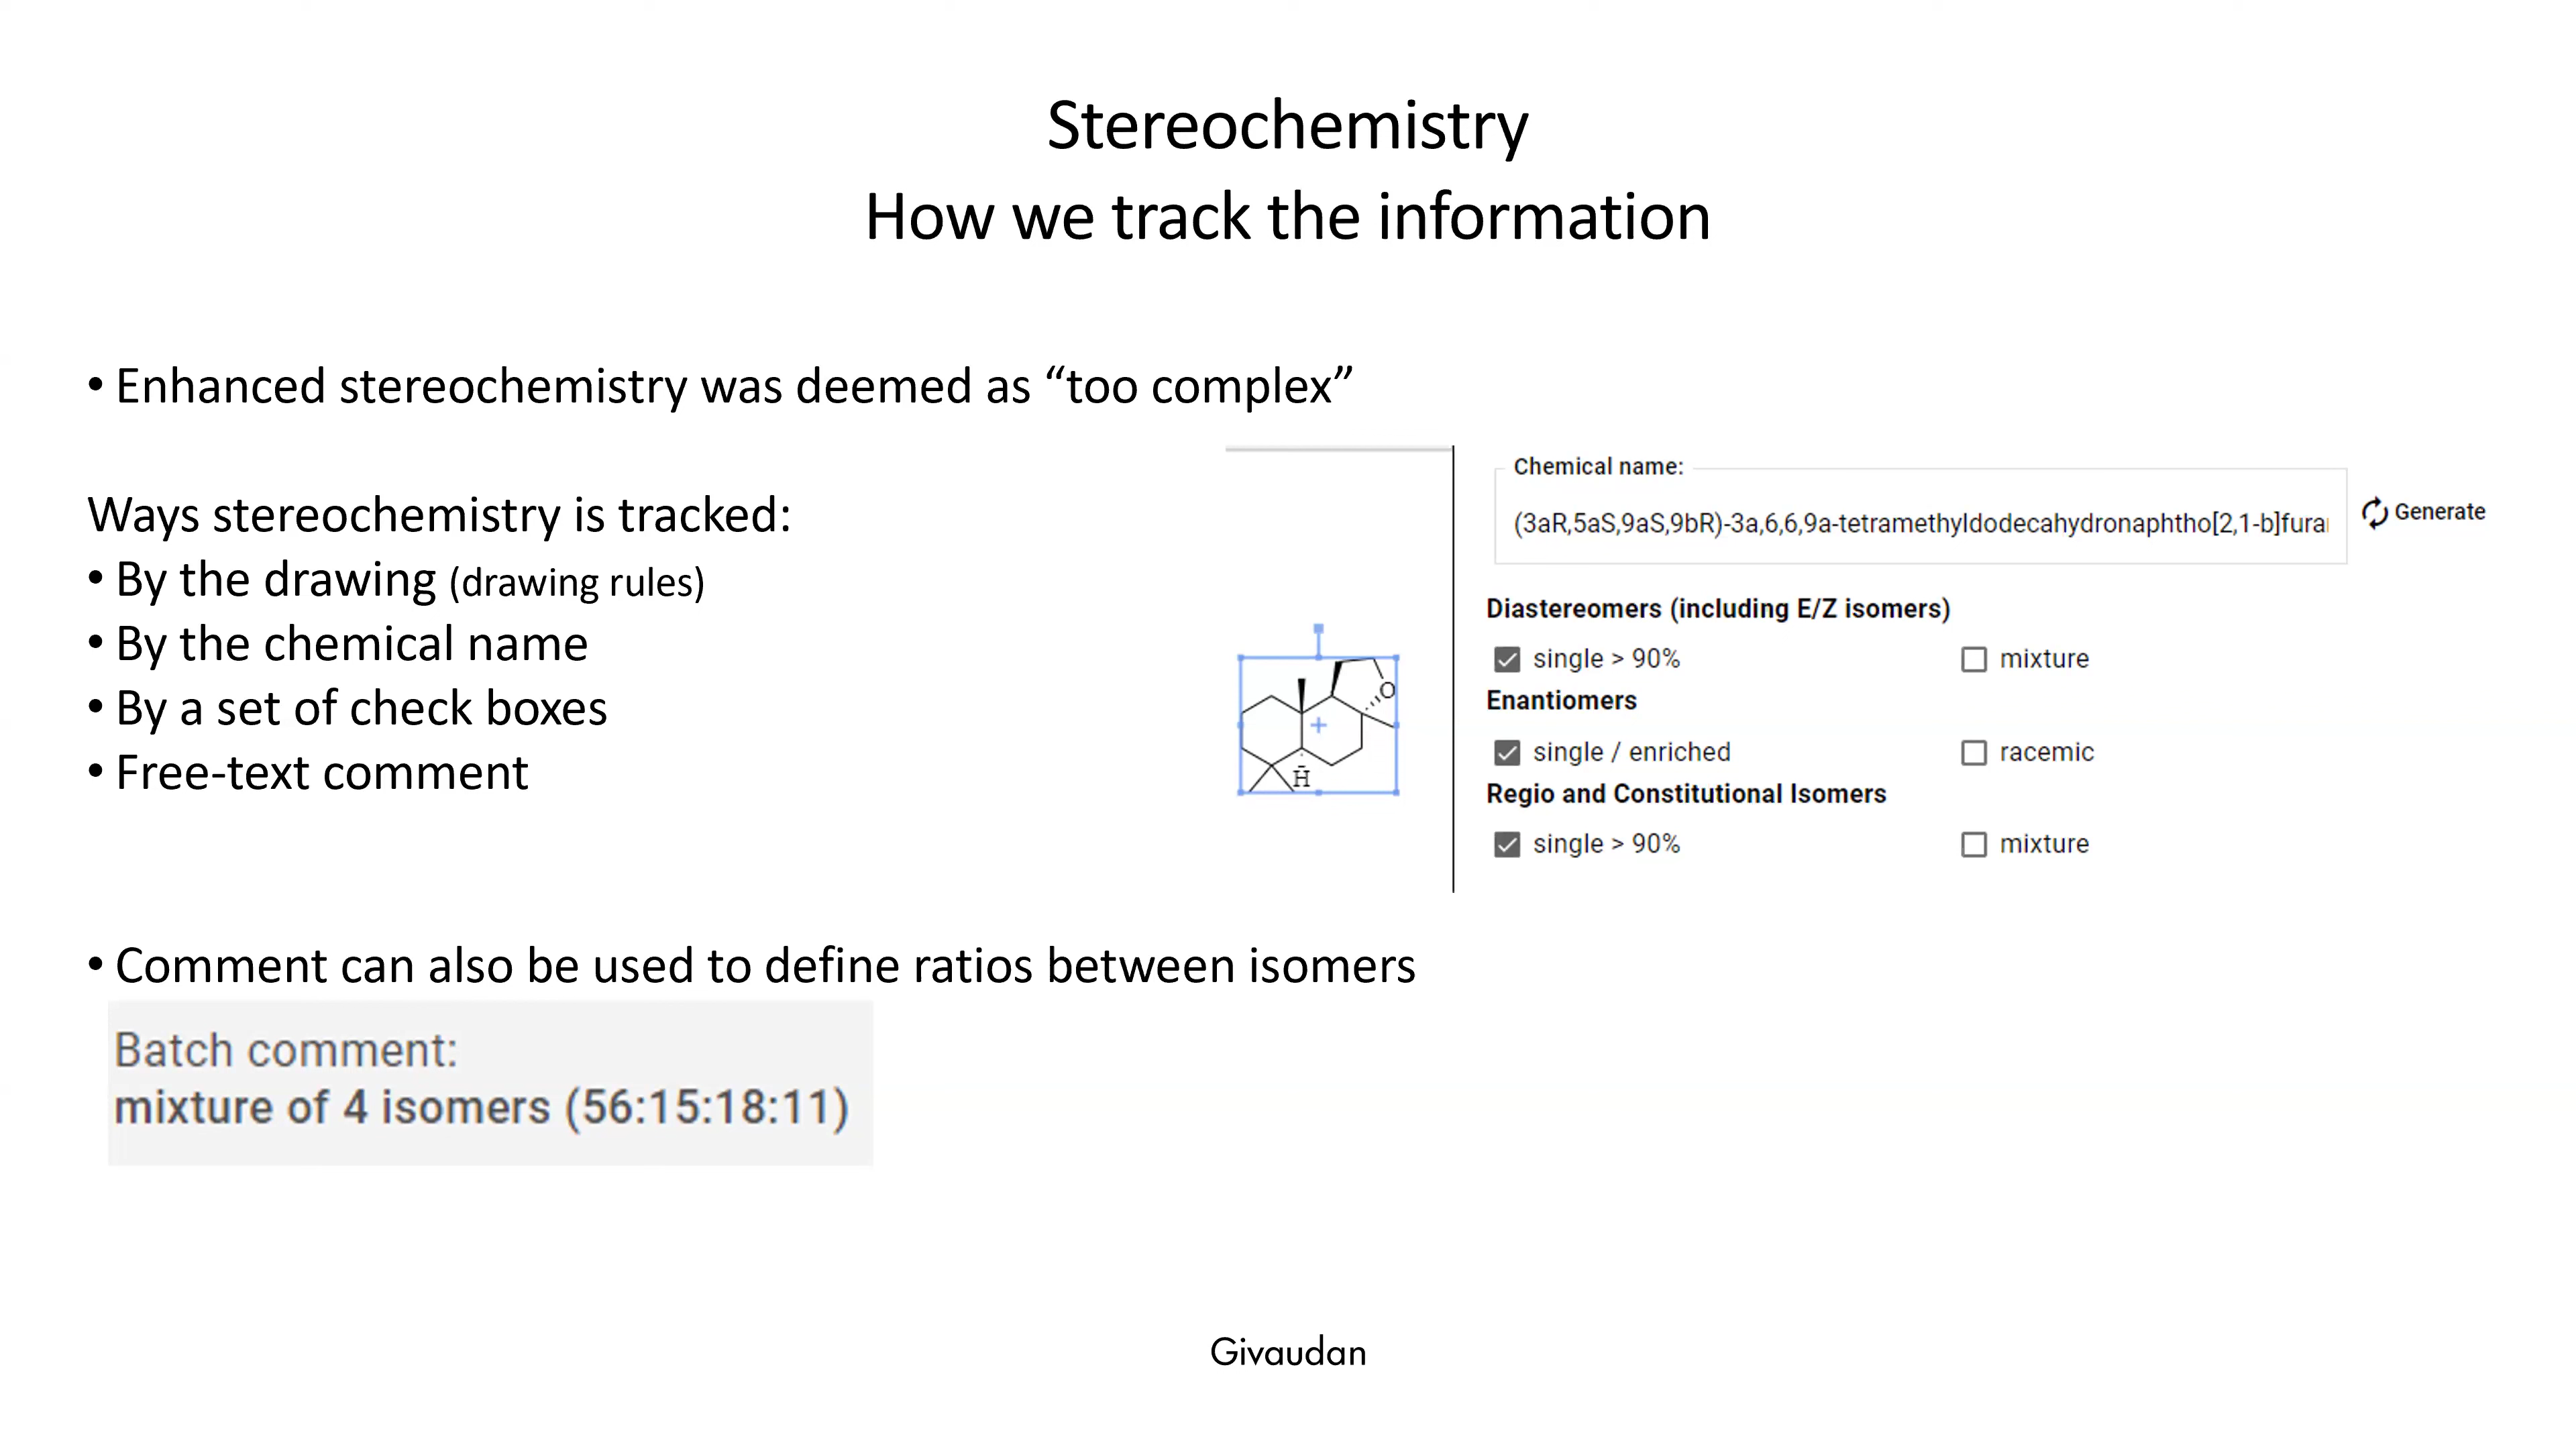 Stereochemistry
How we track the information
• Enhanced stereochemistry was deemed as “too complex”
Ways stereochemistry is tracked:
• By the drawing (drawing rules)
• By the chemical name
• By a set of check boxes
• Free-text comment
O
H
Chemical name:
(3aR,5aS,9aS,9bR)-3a,6,6,9a-tetramethyldodecahydronaphtho[2,1-b]fura
Generate
Diastereomers (including E/Z isomers)
single > 90% mixture
Enantiomers
single / enriched racemic
Regio and Constitutional Isomers
single > 90% mixture
• Comment can also be used to define ratios between isomers
Batch comment:
mixture of 4 isomers (56:15:18:11)
Givaudan